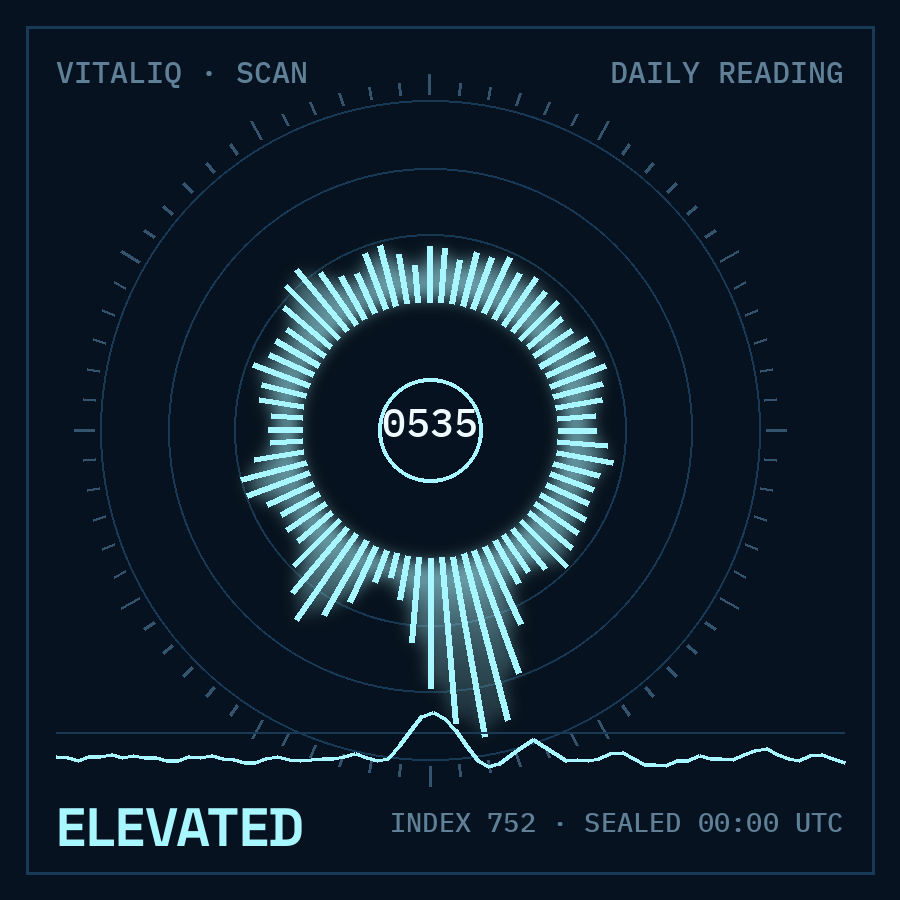 VITALIQ · SCAN
DAILY READING
0535
ELEVATED
INDEX 752 · SEALED 00:00 UTC